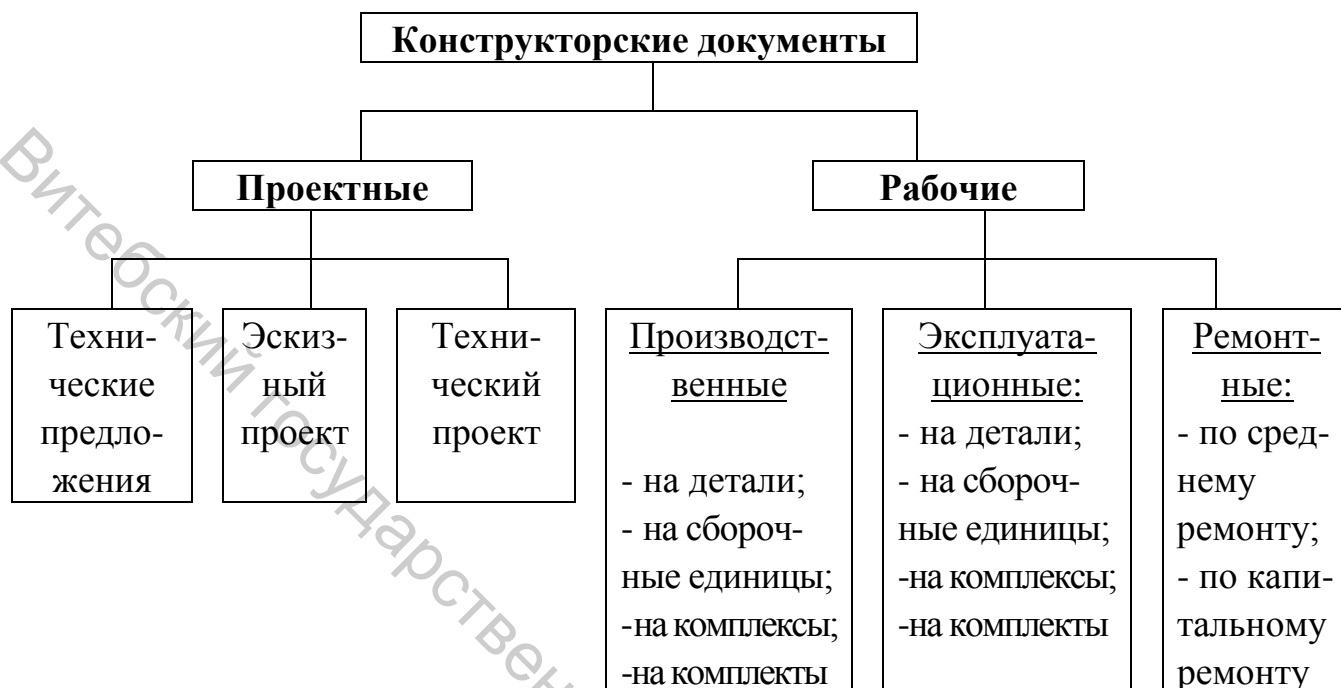 Конструкторские документы
Проектные
Рабочие
Техни-
ческие
предло-
жения
Эскиз-
ный
проект
Техни-
ческий
проект
Производст-
венные
- на детали;
- на сбороч-
ные единицы;
-на комплексы;
-на комплекты
Эксплуата-
ционные:
- на детали;
- на сбороч-
ные единицы;
-на комплексы;
-на комплекты
Ремонт-
ные:
- по сред-
нему
ремонту;
- по капи-
тальному
ремонту
Витебский государствен